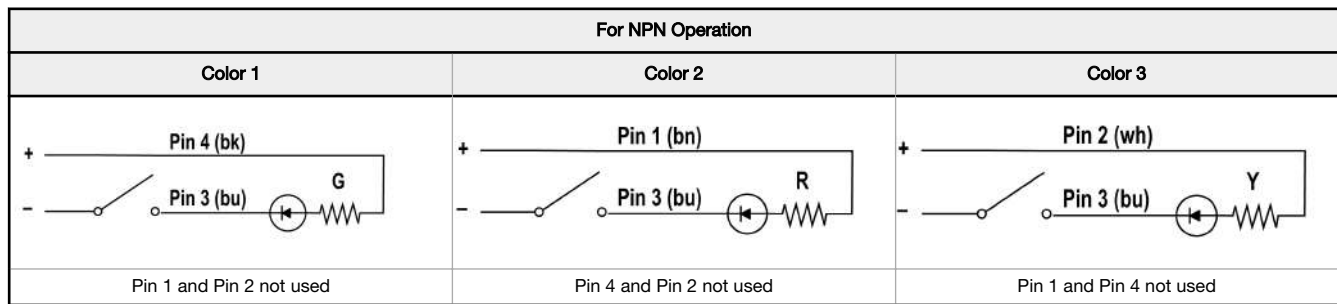 For NPN Operation
Color 1 Color 2 Color 3
+ Pin 4 (bk) + Pin 1 (bn) + Pin 2 (wh)
G R Y
– Pin 3 (bu) – Pin 3 (bu) – Pin 3 (bu)
Pin 1 and Pin 2 not used Pin 4 and Pin 2 not used Pin 1 and Pin 4 not used